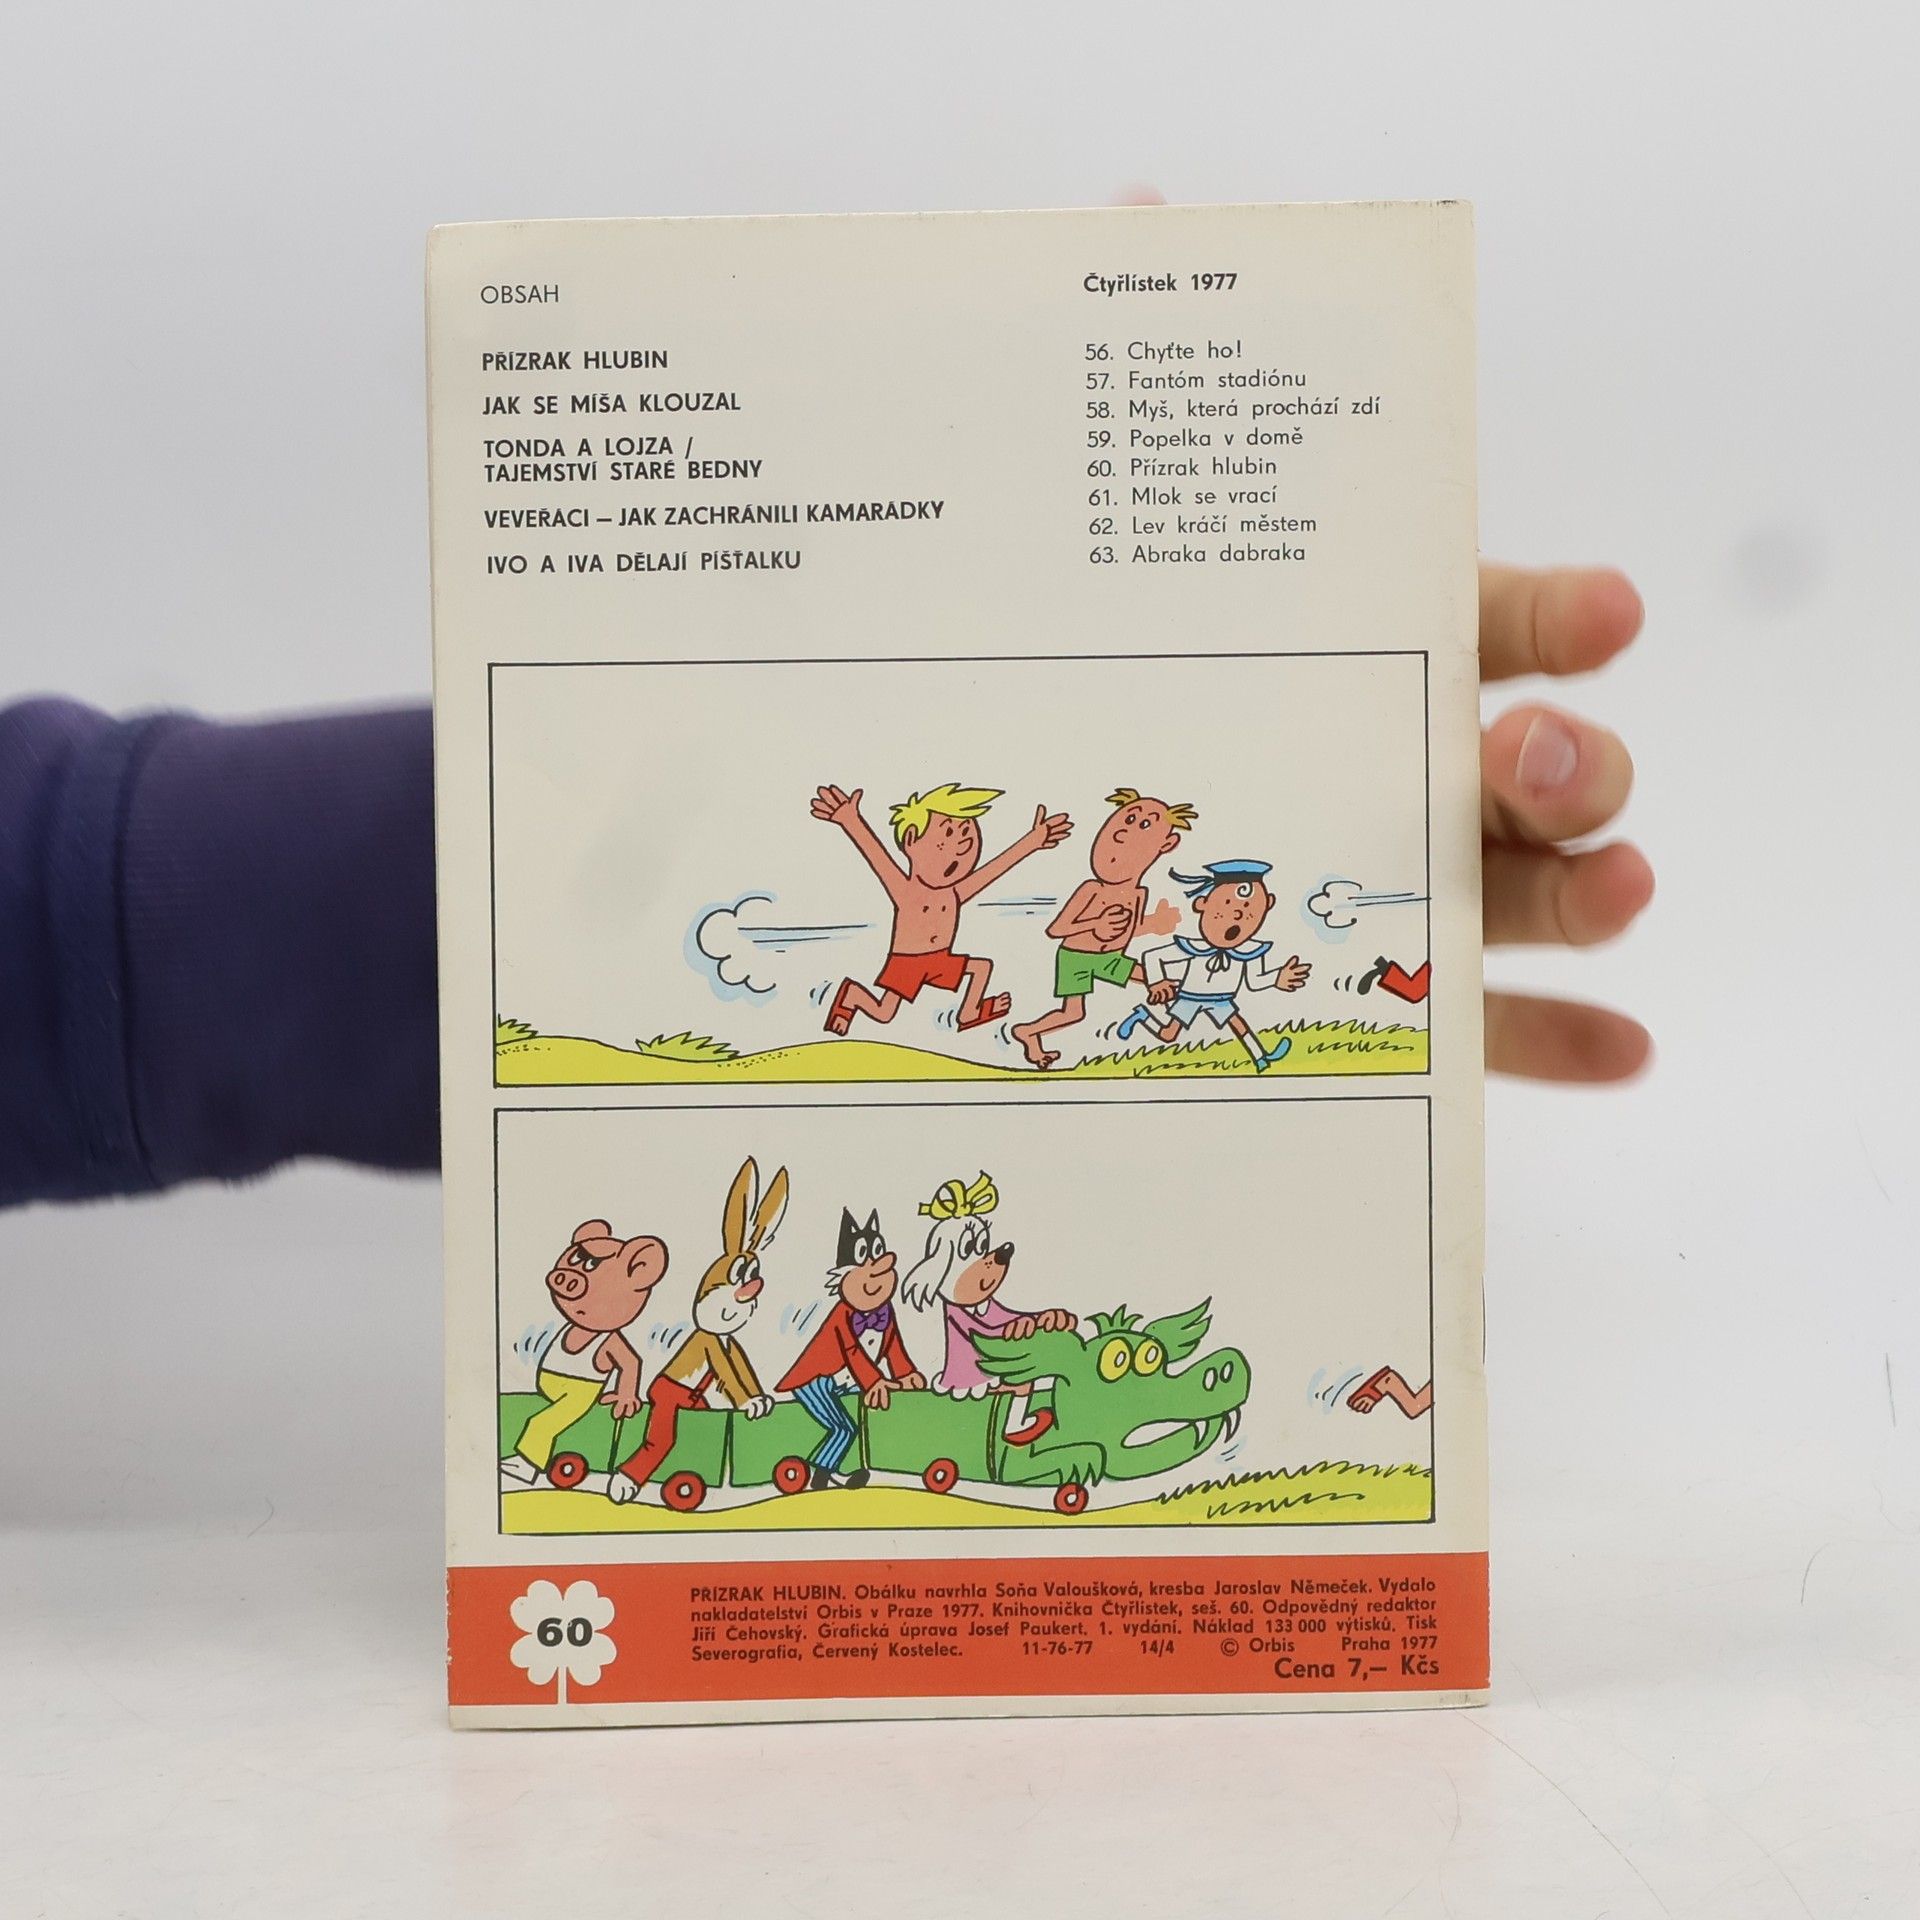 OBSAH
PŘÍZRAK HLUBIN
JAK SE MÍŠA KLOUZAL
TONDA A LOJZA /
TAJEMSTVÍ STARÉ BEDNY
VEVEŘÁCI – JAK ZACHRÁNILI KAMARÁDKY
IVO A IVA DĚLAJÍ PÍŠŤALKU
Čtyřlístek 1977
56. Chyťte ho!
57. Fantóm stadiónu
58. Myš, která prochází zdí
59. Popelka v domě
60. Přízrak hlubin
61. Mlok se vrací
62. Lev kráčí městem
63. Abraka dabraka
60
PŘÍZRAK HLUBIN. Obálku navrhla Soňa Valoušková, kresba Jaroslav Němeček. Vydalo
nakladatelství Orbis v Praze 1977. Knihovnička Čtyřlístek, seš. 60. Odpovědný redaktor
Jiří Čehovský. Grafická úprava Josef Paukert. 1. vydání. Náklad 133 000 výtisků. Tisk
Severografia, Červený Kostelec. 11-76-77 14/4 © Orbis Praha 1977
Cena 7,– Kčs